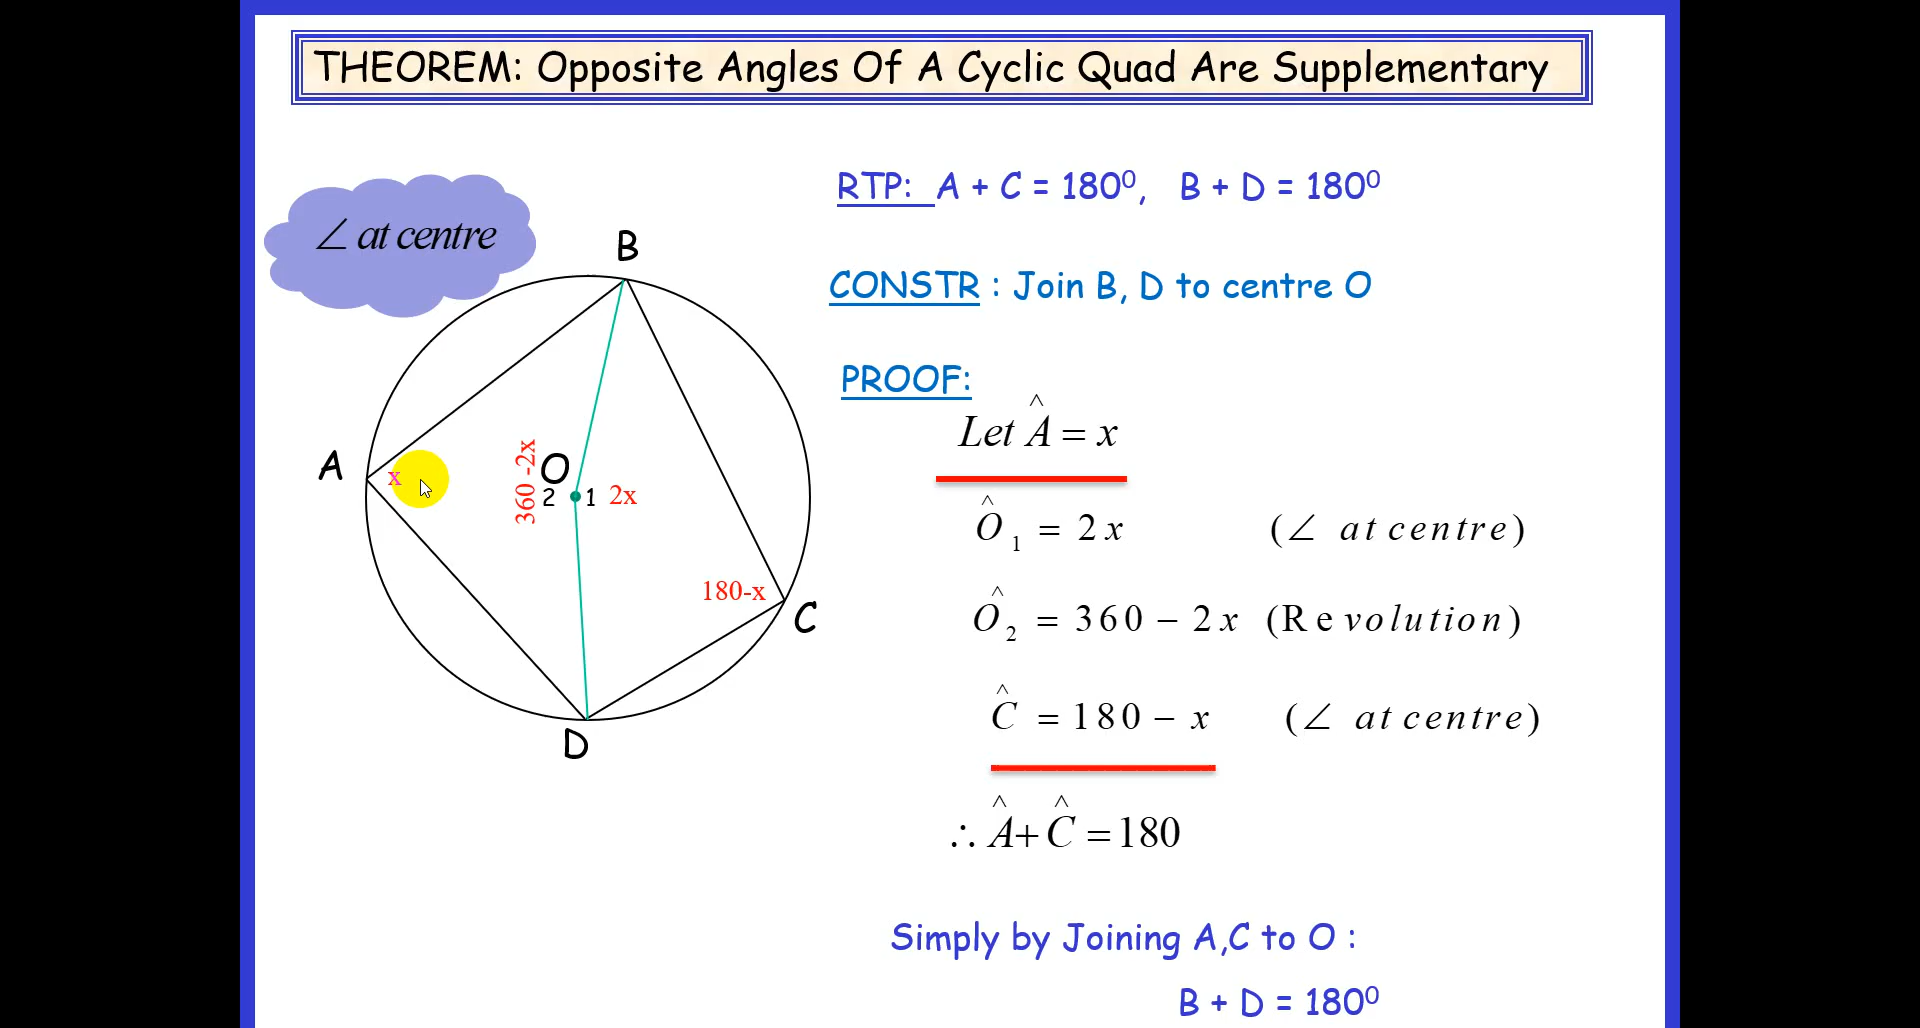 THEOREM: Opposite Angles Of A Cyclic Quad Are Supplementary
RTP: A + C = 180⁰, B + D = 180⁰
∠ at centre
B
CONSTR : Join B, D to centre O
PROOF:
Let Â = x
A
x
360 -2x
O
2
1
2x
Ô₁ = 2x (∠ at centre)
180-x
C
Ô₂ = 360 − 2x (Revolution)
D
Ĉ = 180 − x (∠ at centre)
∴ Â + Ĉ = 180
Simply by Joining A,C to O :
B + D = 180⁰